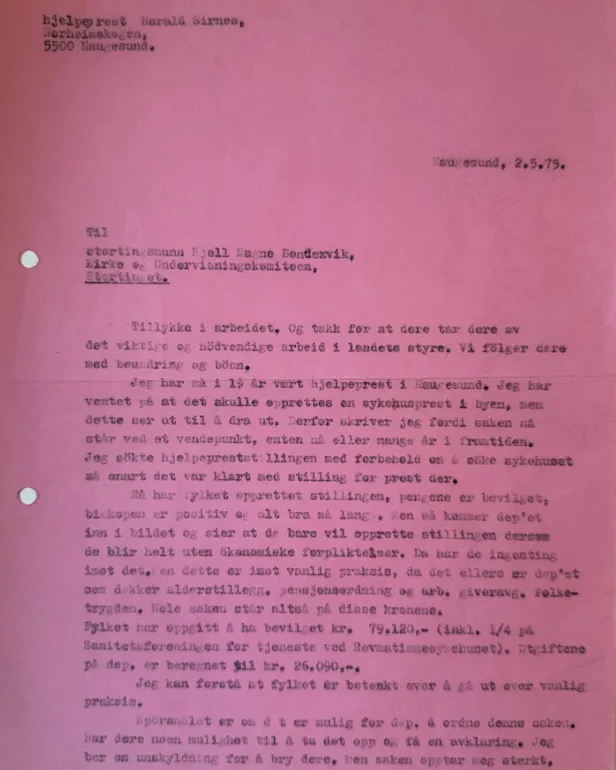 hjelpeprest Harald Sirnes,
Norheimskogen,
5500 Haugesund.
Haugesund, 2.5.75.
Til
stortingsmann Kjell Magne Bondexvik,
Kirke og Undervisningskomiteen,
Stortinget.
Tillykke i arbeidet. Og takk for at dere tar dere av
det viktige og nödvendige arbeid i landets styre. Vi fölger dere
med beundring og bönn.
Jeg har nå i 1½ år vært hjelpeprest i Haugesund. Jeg har
ventet på at det skulle opprettes en sykehusprest i byen, men
dette ser ut til å dra ut. Derfor skriver jeg fordi saken nå
står ved et vendepunkt, enten nå eller mange år i framtiden.
Jeg sökte hjelpeprestestillingen med forbehold om å söke sykehuset
så snart det var klart med stilling for prest der.
Nå har fylket opprettet stillingen, pengene er bevilget,
biskopen er positiv og alt bra så lang. Men så kommer dep'et
inn i bildet og sier at de bare vil opprette stillingen dersom
de blir helt uten ökonomiske forpliktelser. Da har de ingenting
imot det. en dette er imot vanlig praksis, da det ellers er dep'et
som dekker alderstillegg, pensjonsordning og arb. giveravg. Folke-
trygden. Hele saken står altså på disse kronene.
Fylket har oppgitt å ha bevilget kr. 79.120,- (inkl. 1/4 på
Sanitetsforeningen for tjeneste ved Revmatismesykehuset). Utgiftene
på dep. er beregnet til kr. 26.090,-.
Jeg kan forstå at fylket er betenkt over å gå ut over vanlig
praksis.
Spörsmålet er om d t er mulig for dep. å ordne denne saken.
Har dere noen mulighet til å ta det opp og få en avklaring. Jeg
ber om unskyldning for å bry dere, men saken opptar meg sterkt,